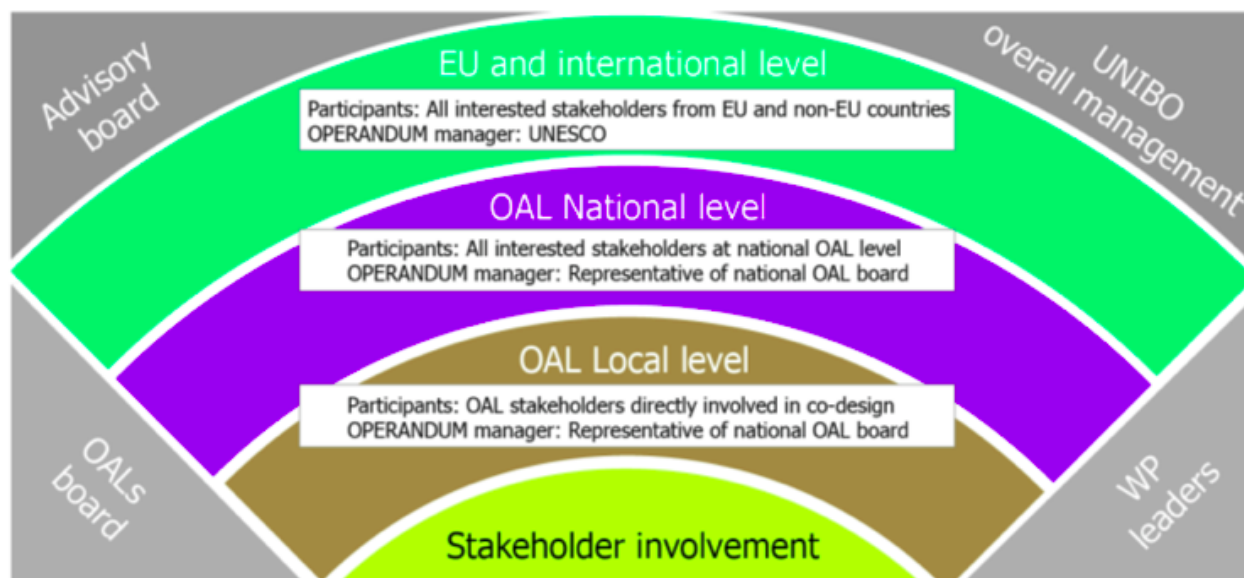 Advisory
board
UNIBO
overall management
EU and international level
Participants: All interested stakeholders from EU and non-EU countries
OPERANDUM manager: UNESCO
OAL National level
Participants: All interested stakeholders at national OAL level
OPERANDUM manager: Representative of national OAL board
OAL Local level
Participants: OAL stakeholders directly involved in co-design
OPERANDUM manager: Representative of national OAL board
OALs
board
WP
leaders
Stakeholder involvement